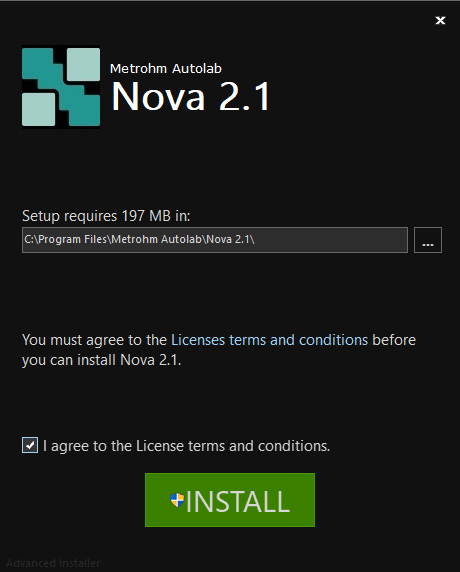 Metrohm Autolab
Nova 2.1
Setup requires 197 MB in:
C:\Program Files\Metrohm Autolab\Nova 2.1\
...
You must agree to the Licenses terms and conditions before
you can install Nova 2.1.
I agree to the License terms and conditions.
INSTALL
Advanced Installer